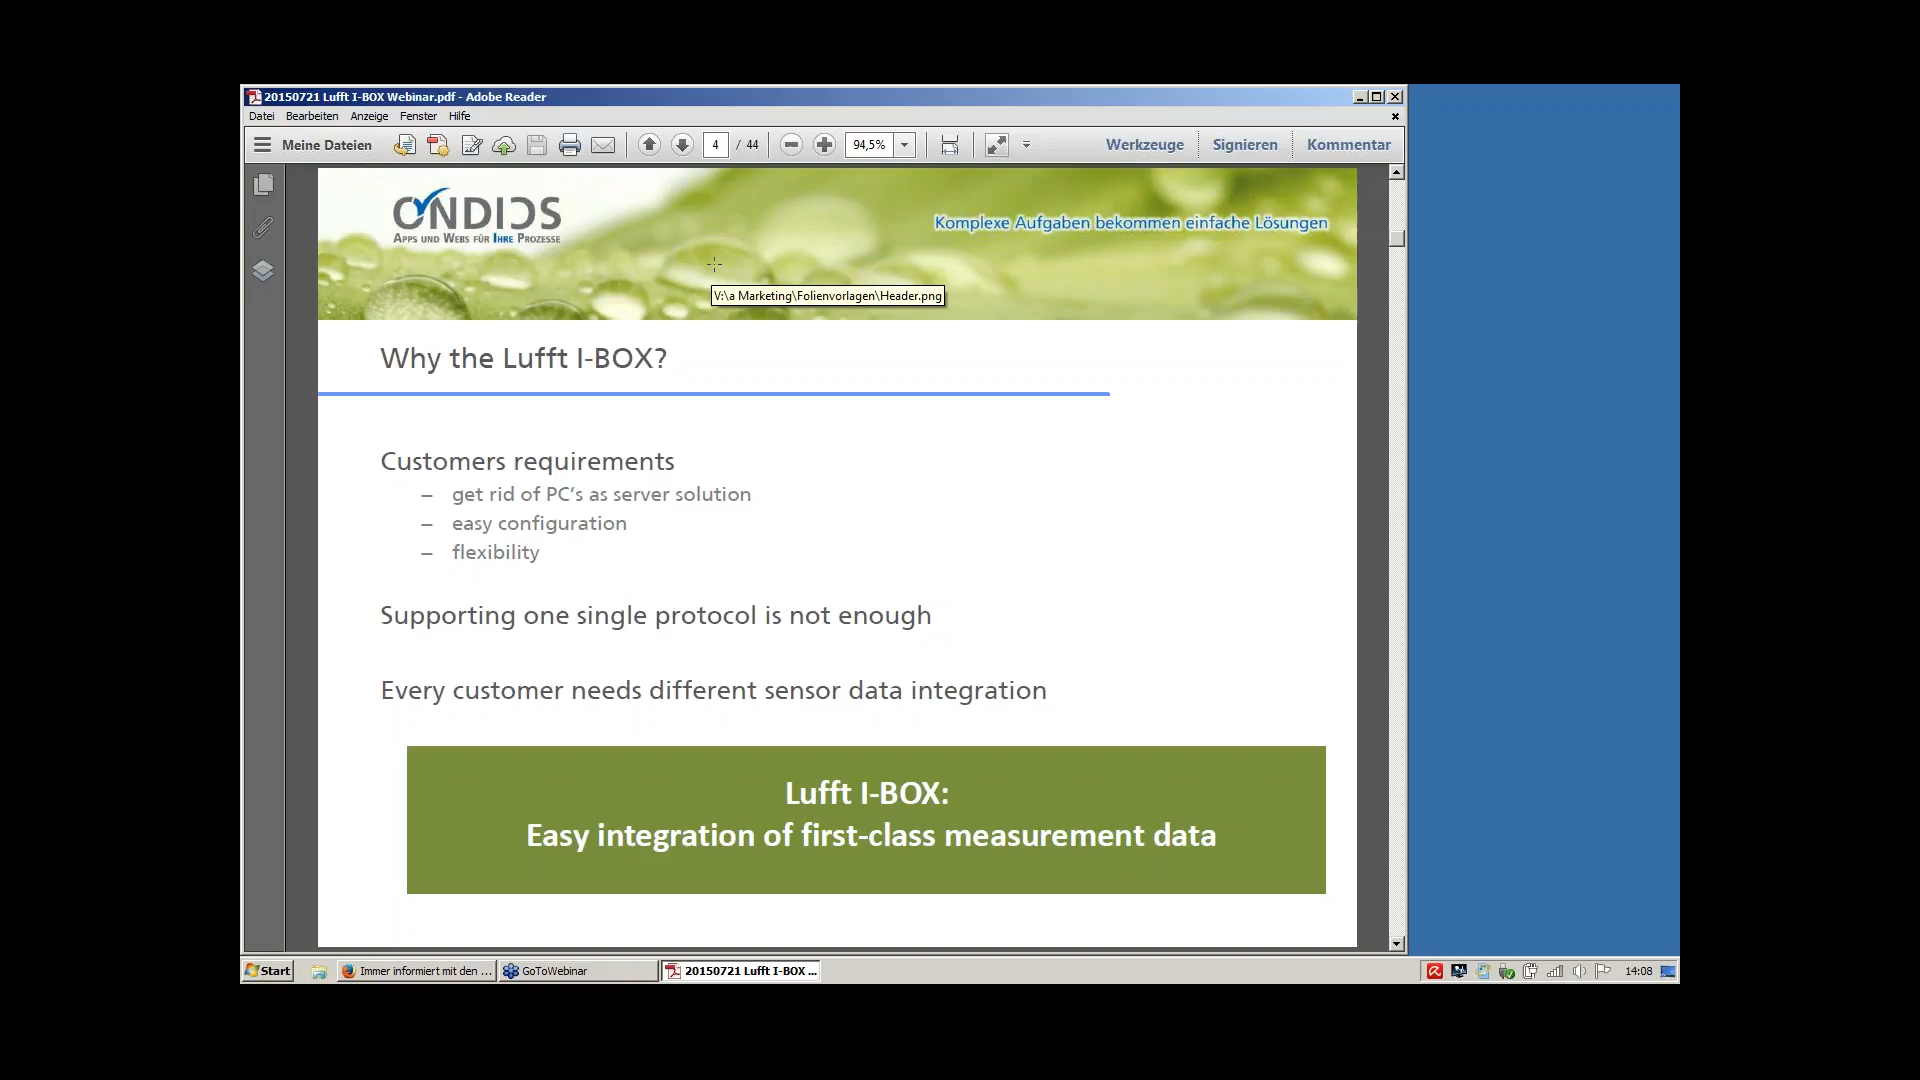 20150721 Lufft I-BOX Webinar.pdf - Adobe Reader
Datei Bearbeiten Anzeige Fenster Hilfe
Meine Dateien 4 / 44 94,5% Werkzeuge Signieren Kommentar
ONDICS
APPS UND WEBS FÜR IHRE PROZESSE
Komplexe Aufgaben bekommen einfache Lösungen
V:\a Marketing\Folienvorlagen\Header.png
Why the Lufft I-BOX?
Customers requirements
– get rid of PC's as server solution
– easy configuration
– flexibility
Supporting one single protocol is not enough
Every customer needs different sensor data integration
Lufft I-BOX:
Easy integration of first-class measurement data
Start Immer informiert mit den ... GoToWebinar 20150721 Lufft I-BOX ... 14:08